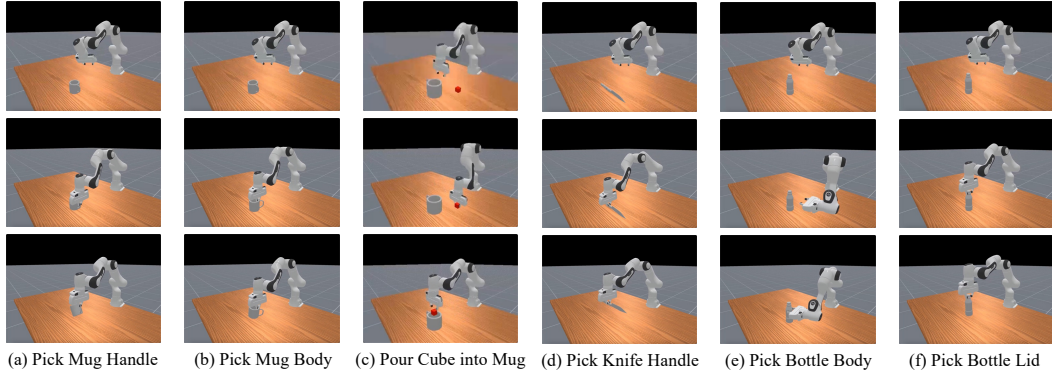 (a) Pick Mug Handle
(b) Pick Mug Body
(c) Pour Cube into Mug
(d) Pick Knife Handle
(e) Pick Bottle Body
(f) Pick Bottle Lid